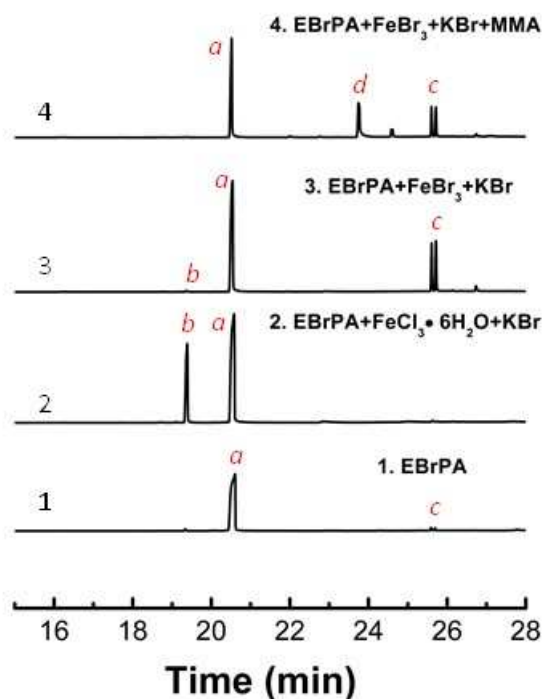 4. EBrPA+FeBr₃+KBr+MMA
a
d
c
4
3. EBrPA+FeBr₃+KBr
a
c
b
3
2. EBrPA+FeCl₃• 6H₂O+KBr
b a
2
a
1. EBrPA
1
c
16 18 20 22 24 26 28
Time (min)